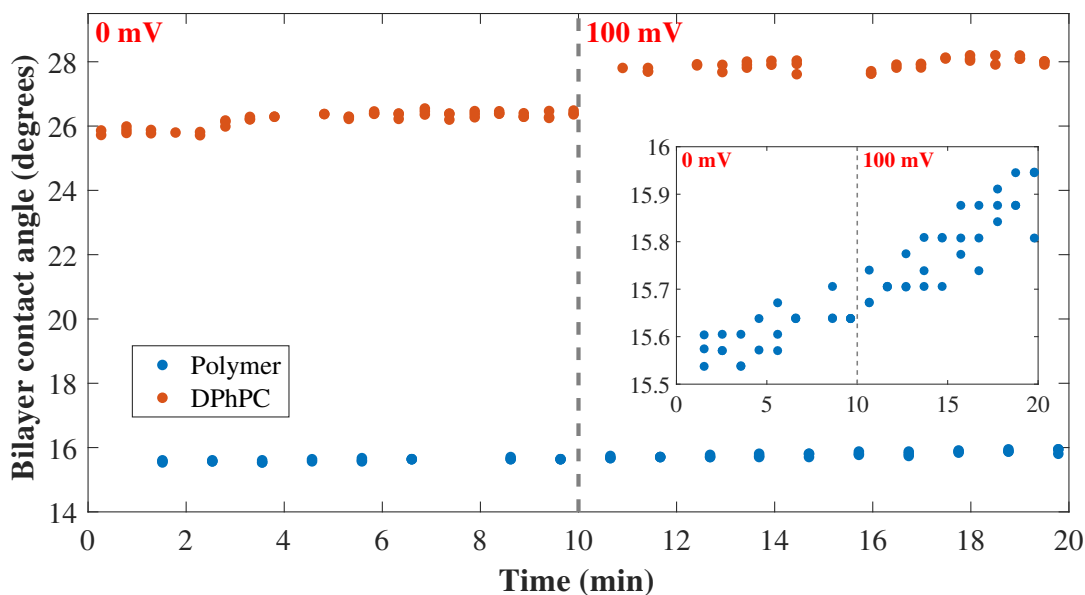 0 mV
100 mV
Bilayer contact angle (degrees)
28
26
24
22
20
18
16
14
0 mV
100 mV
16
15.9
15.8
15.7
15.6
15.5
0 5 10 15 20
Polymer
DPhPC
0 2 4 6 8 10 12 14 16 18 20
Time (min)